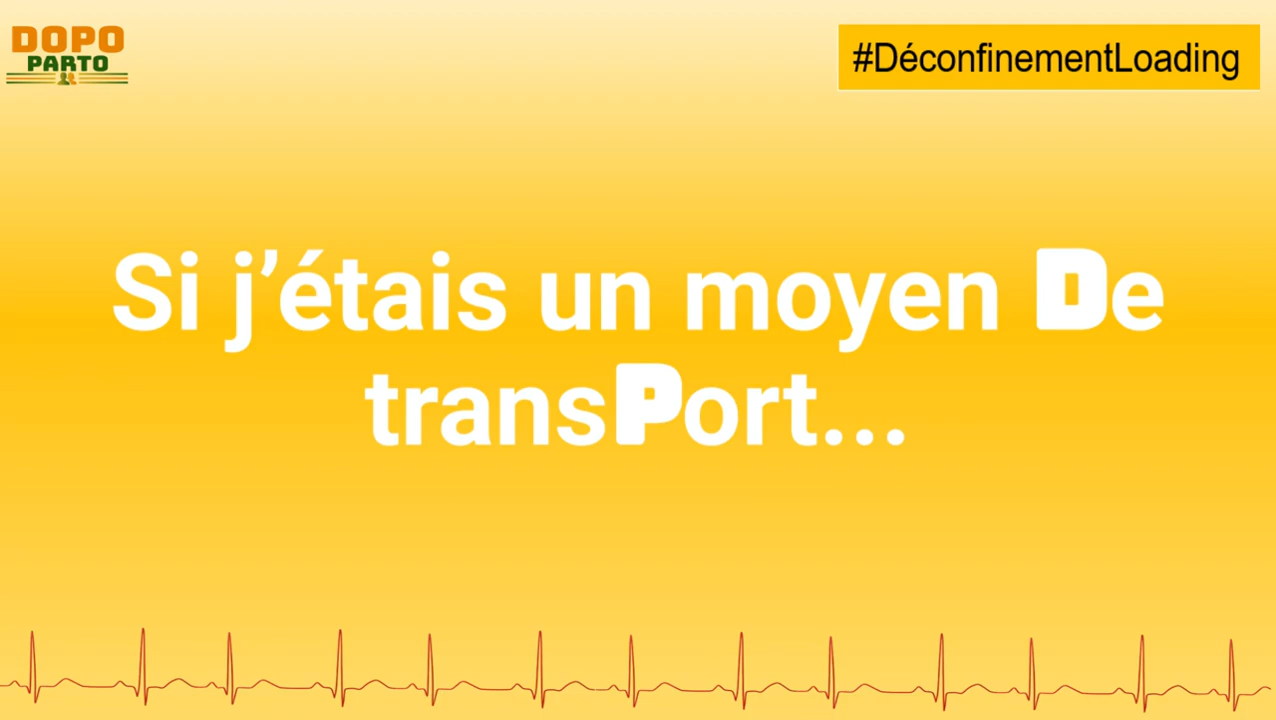 DOPO
PARTO
#DéconfinementLoading
Si j’étais un moyen De
transPort...